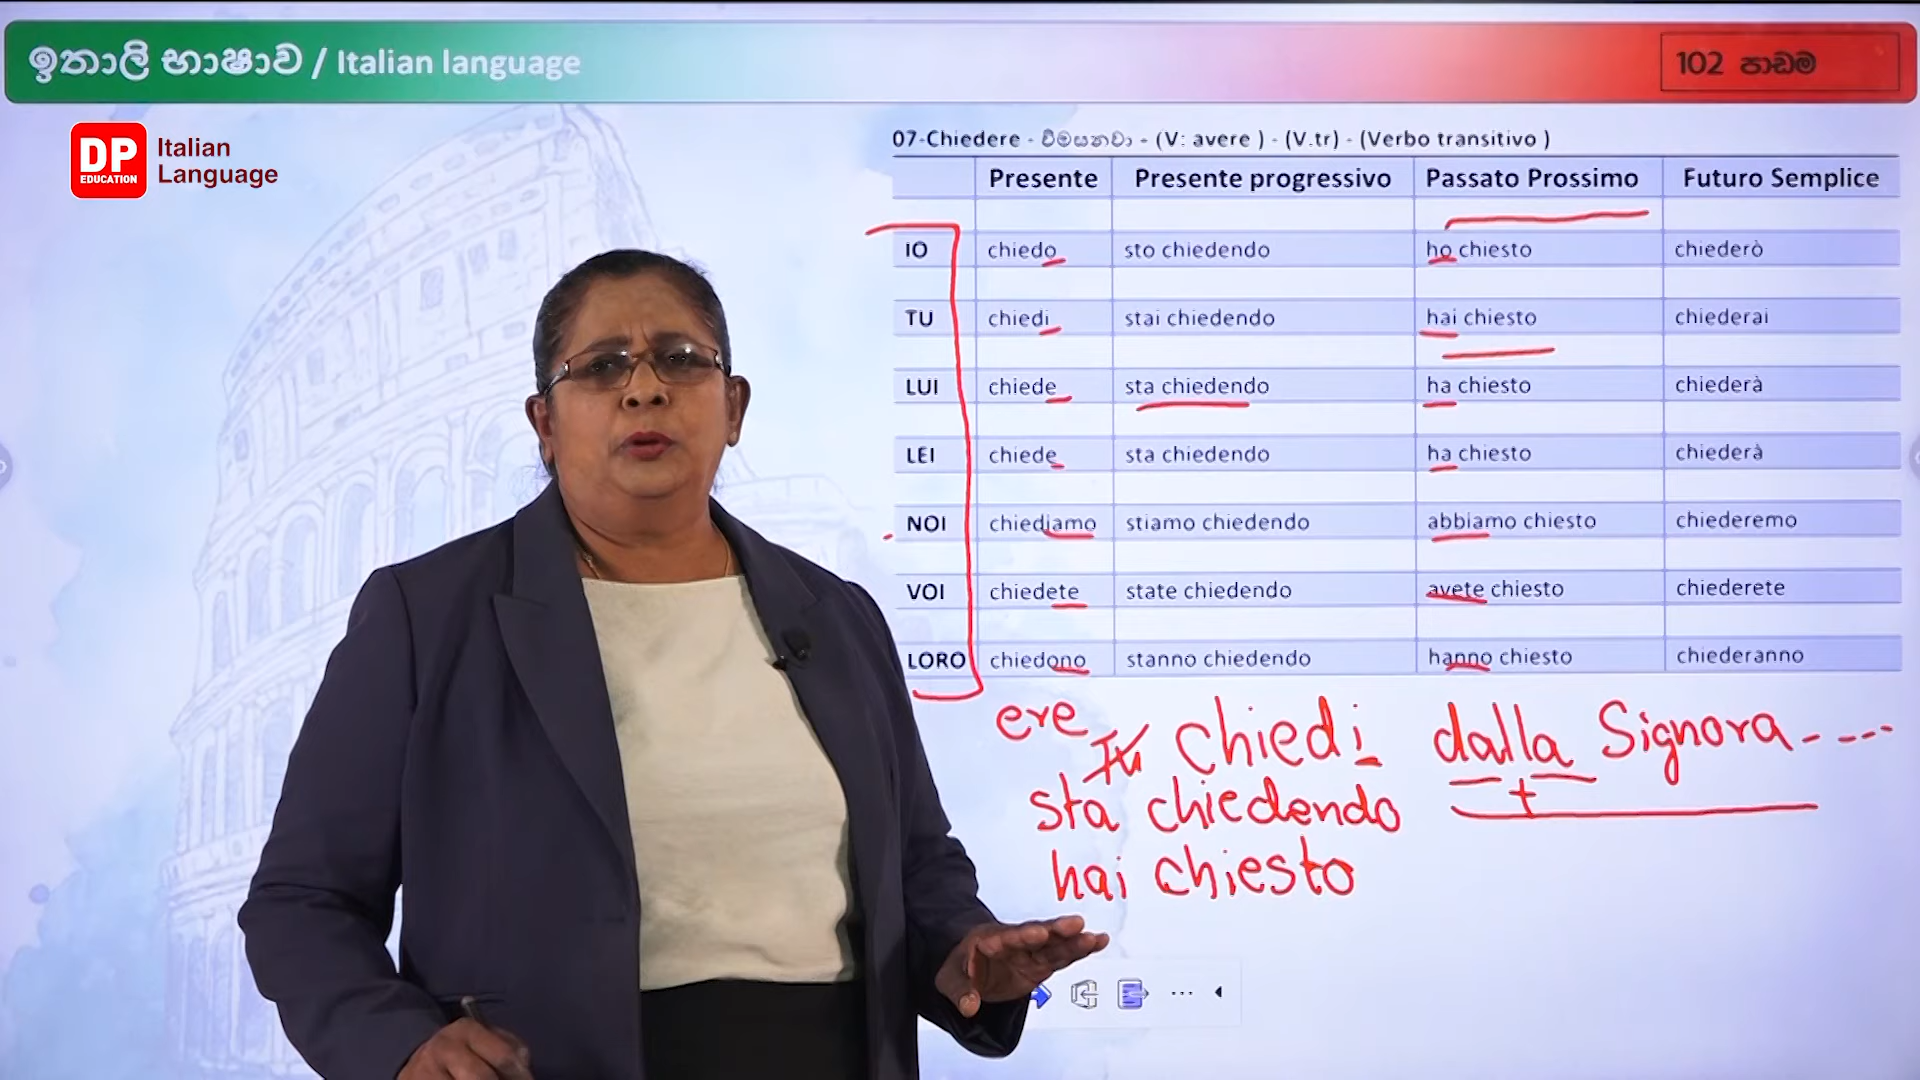 ඉතාලි භාෂාව / Italian language
102 පාඩම
DP
EDUCATION
Italian
Language
07-Chiedere - විමසනවා - (V: avere ) - (V.tr) - (Verbo transitivo )
Presente Presente progressivo Passato Prossimo Futuro Semplice
IO chiedo sto chiedendo ho chiesto chiederò
TU chiedi stai chiedendo hai chiesto chiederai
LUI chiede sta chiedendo ha chiesto chiederà
LEI chiede sta chiedendo ha chiesto chiederà
NOI chiediamo stiamo chiedendo abbiamo chiesto chiederemo
VOI chiedete state chiedendo avete chiesto chiederete
LORO chiedono stanno chiedendo hanno chiesto chiederanno
ere Tu chiedi dalla Signora - - - -
sta chiedendo
hai chiesto